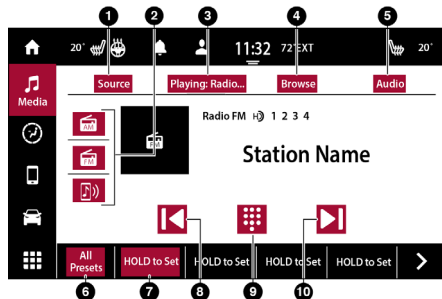 1 2 3 4 5
20° 11:32 72°EXT 20°
Media
Source Playing: Radio... Browse Audio
AM
FM
FM
Radio FM HD 1 2 3 4
Station Name
All Presets HOLD to Set HOLD to Set HOLD to Set HOLD to Set
6 7 8 9 10